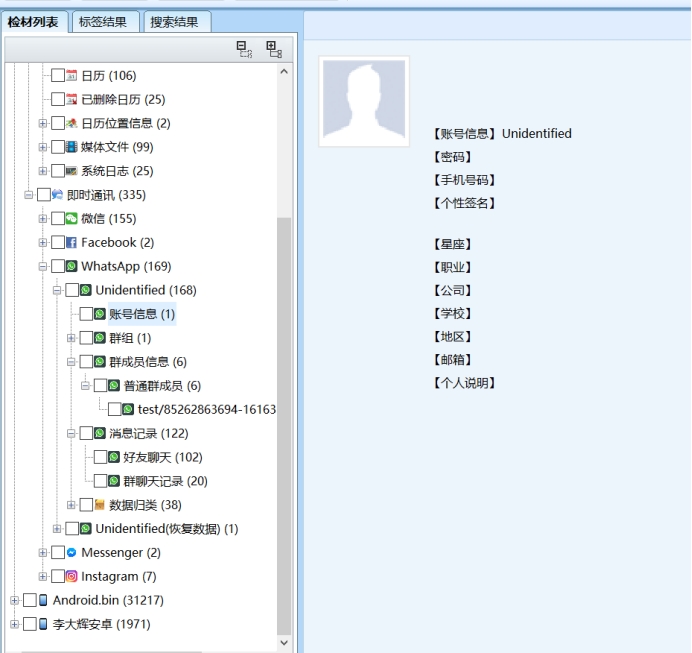 检材列表 标签结果 搜索结果
日历 (106)
已删除日历 (25)
日历位置信息 (2)
媒体文件 (99)
系统日志 (25)
即时通讯 (335)
微信 (155)
Facebook (2)
WhatsApp (169)
Unidentified (168)
账号信息 (1)
群组 (1)
群成员信息 (6)
普通群成员 (6)
test/85262863694-16163
消息记录 (122)
好友聊天 (102)
群聊天记录 (20)
数据归类 (38)
Unidentified(恢复数据) (1)
Messenger (2)
Instagram (7)
Android.bin (31217)
李大辉安卓 (1971)
【账号信息】Unidentified
【密码】
【手机号码】
【个性签名】
【星座】
【职业】
【公司】
【学校】
【地区】
【邮箱】
【个人说明】